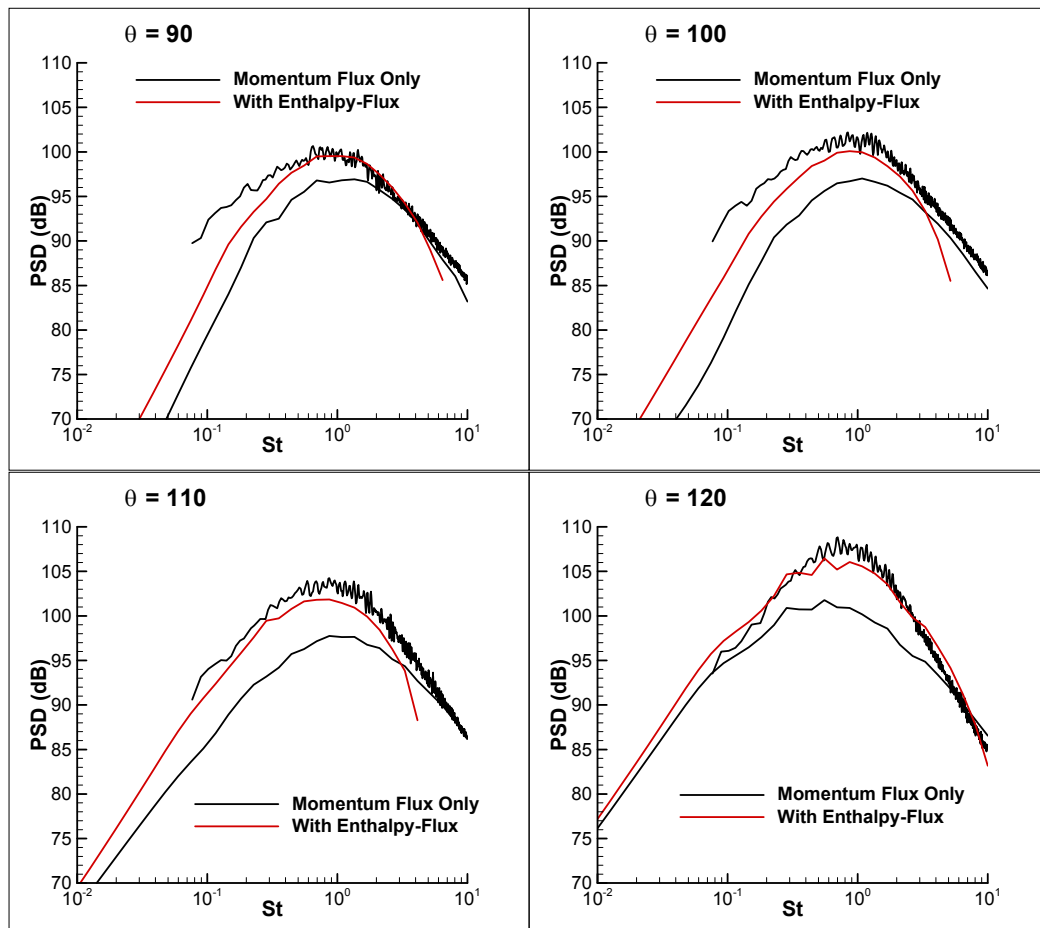 θ = 90
110
105
100
95
90
85
80
75
70
PSD (dB)
Momentum Flux Only
With Enthalpy-Flux
10-2
10-1
100
101
St
θ = 100
110
105
100
95
90
85
80
75
70
PSD (dB)
Momentum Flux Only
With Enthalpy-Flux
10-2
10-1
100
101
St
θ = 110
110
105
100
95
90
85
80
75
70
PSD (dB)
Momentum Flux Only
With Enthalpy-Flux
10-2
10-1
100
101
St
θ = 120
110
105
100
95
90
85
80
75
70
PSD (dB)
Momentum Flux Only
With Enthalpy-Flux
10-2
10-1
100
101
St